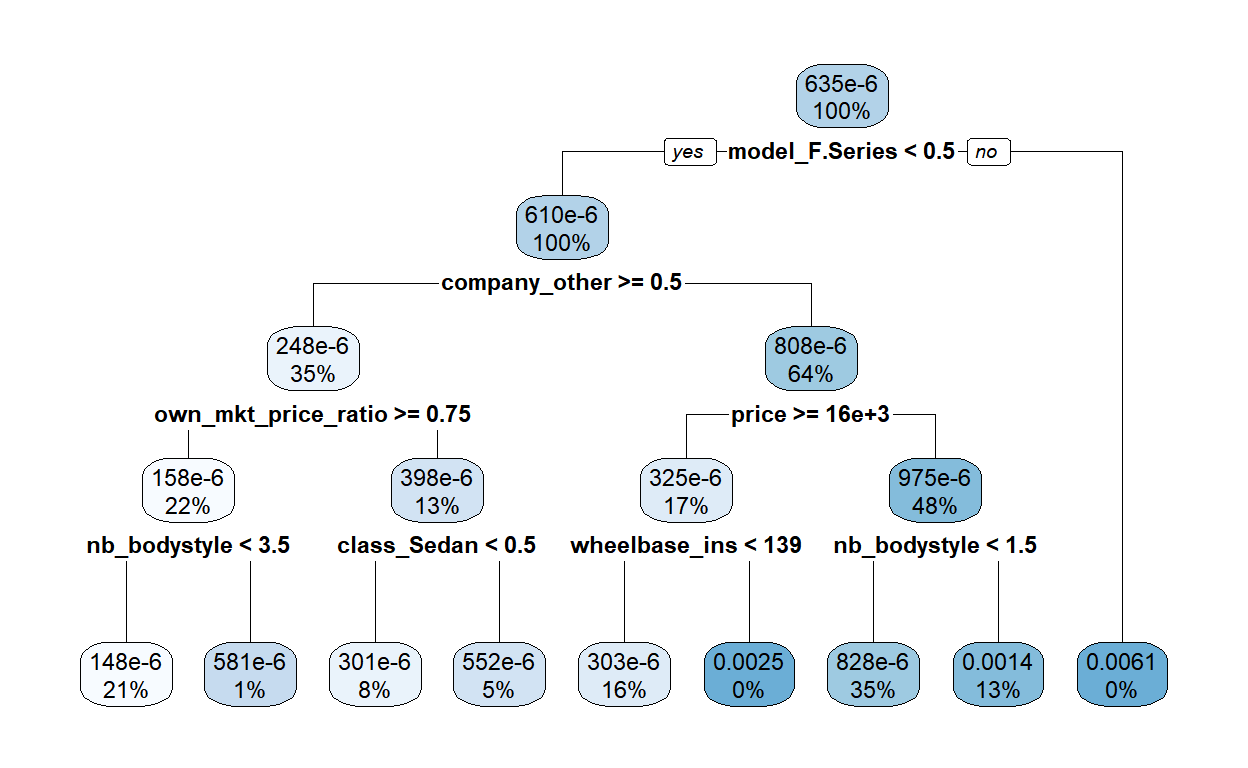 635e-6
100%
yes model_F.Series < 0.5 no
610e-6
100%
company_other >= 0.5
248e-6
35%
808e-6
64%
own_mkt_price_ratio >= 0.75
price >= 16e+3
158e-6
22%
398e-6
13%
325e-6
17%
975e-6
48%
nb_bodystyle < 3.5
class_Sedan < 0.5
wheelbase_ins < 139
nb_bodystyle < 1.5
148e-6
21%
581e-6
1%
301e-6
8%
552e-6
5%
303e-6
16%
0.0025
0%
828e-6
35%
0.0014
13%
0.0061
0%